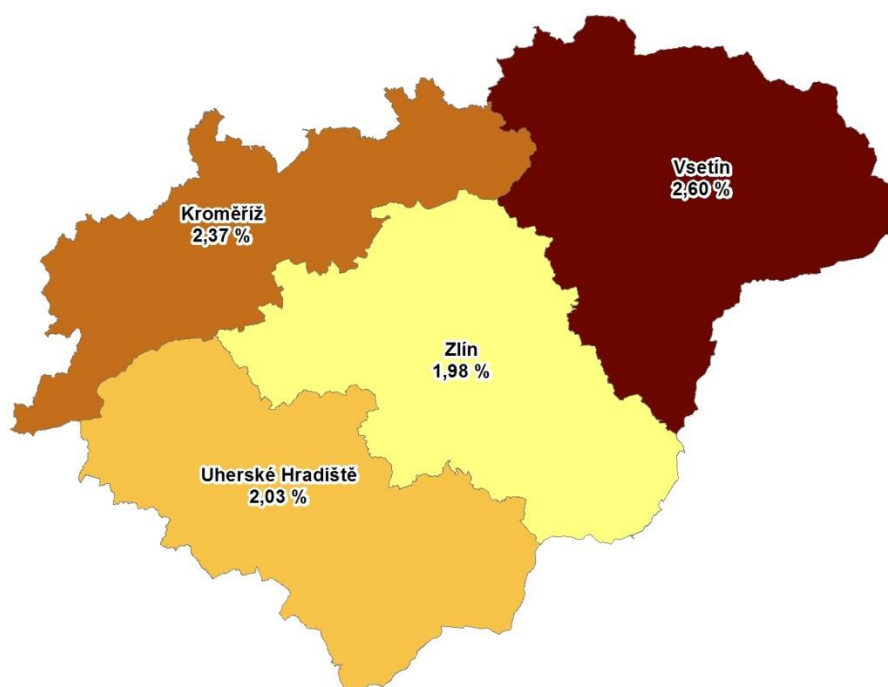 Vsetín
2,60 %
Kroměříž
2,37 %
Zlín
1,98 %
Uherské Hradiště
2,03 %